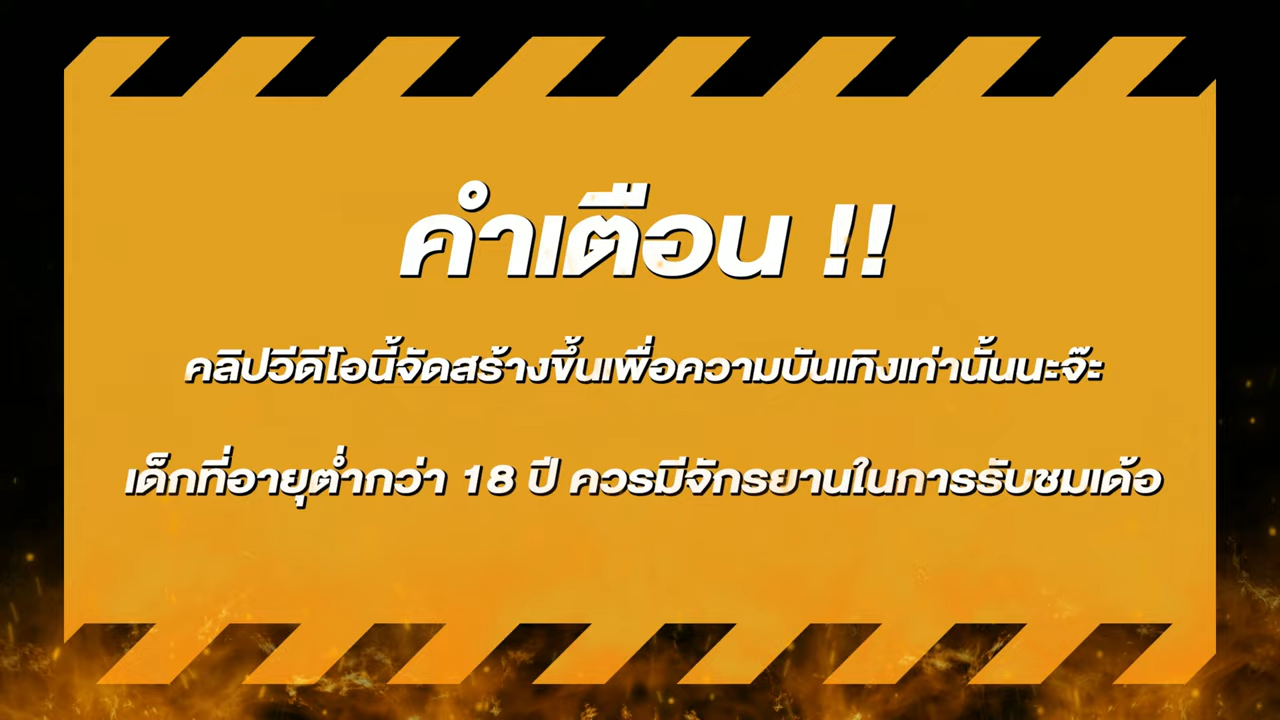 คำเตือน !!
คลิปวีดีโอนี้จัดสร้างขึ้นเพื่อความบันเทิงเท่านั้นนะจ๊ะ
เด็กที่อายุต่ำกว่า 18 ปี ควรมีจักรยานในการรับชมเด้อ